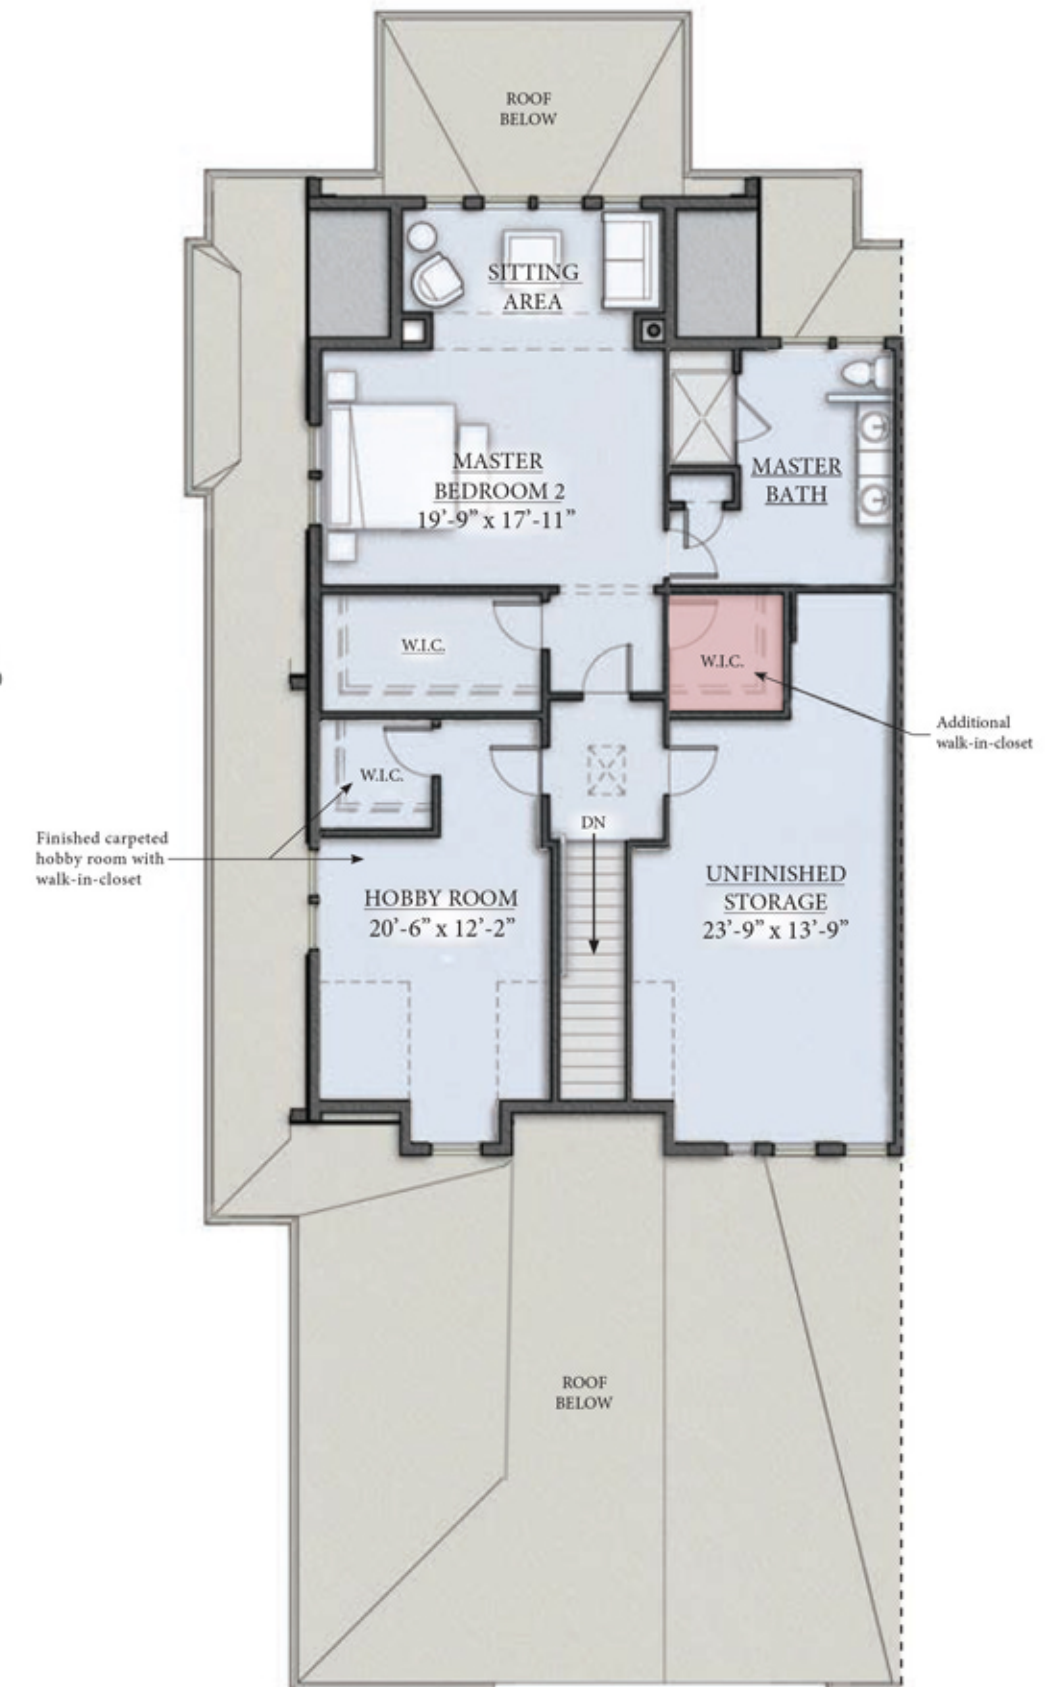 ROOF
BELOW
SITTING
AREA
MASTER
BEDROOM 2
19’-9” x 17’-11”
MASTER
BATH
W.I.C.
W.I.C.
Additional
walk-in-closet
W.I.C.
DN
Finished carpeted
hobby room with
walk-in-closet
HOBBY ROOM
20’-6” x 12’-2”
UNFINISHED
STORAGE
23’-9” x 13’-9”
ROOF
BELOW